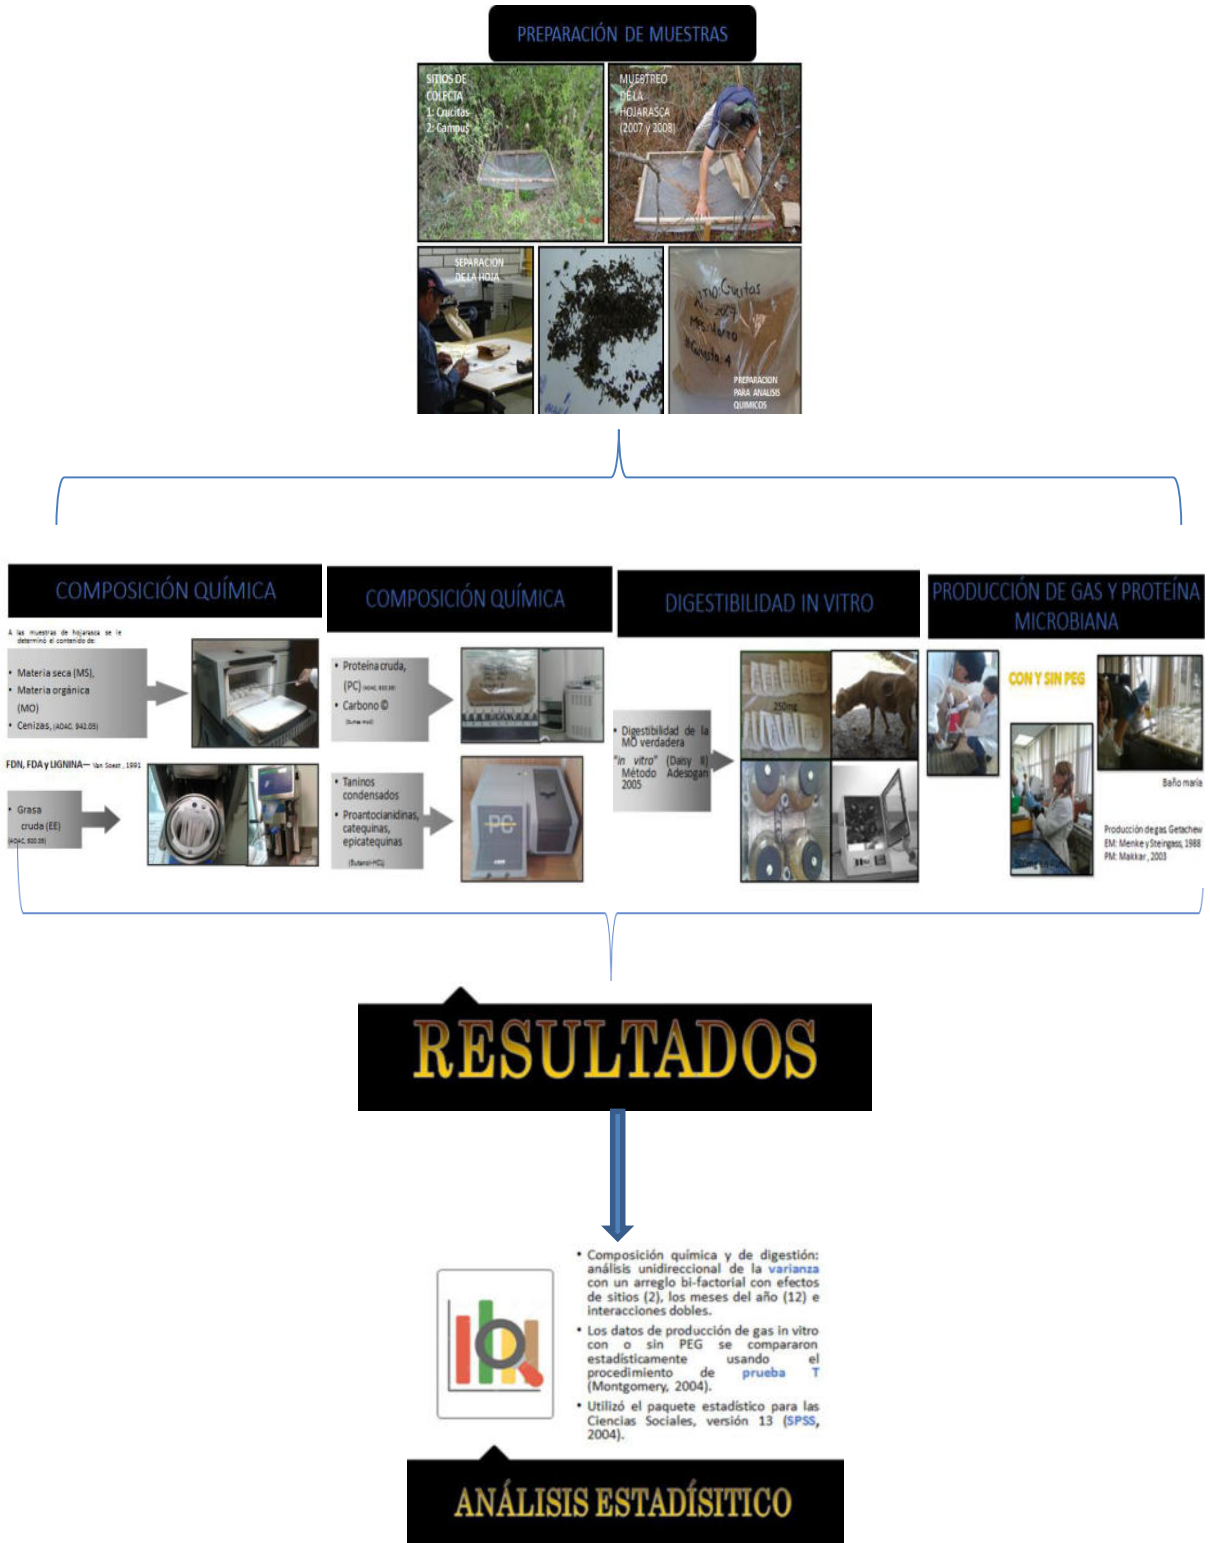 PREPARACIÓN DE MUESTRAS
SITIOS DE
COLECTA
1: Crucitas
2: Campus
MUESTREO
DE LA
HOJARASCA
(2007 y 2008)
SEPARACION
DE LA HOJA
Crucitas
2007
PREPARACION
PARA ANALISIS
QUIMICOS
COMPOSICIÓN QUÍMICA
A las muestras de hojarasca se le
determinó el contenido de:
• Materia seca (MS),
• Materia orgánica
(MO)
• Cenizas, (AOAC, 942.05)
FDN, FDA y LIGNINA— Van Soest, 1991
• Grasa
cruda (EE)
COMPOSICIÓN QUÍMICA
• Proteína cruda,
(PC)
• Carbono ©
• Taninos
condensados
• Proantocianidinas,
catequinas,
epicatequinas
(Butanol-HCL)
PC
DIGESTIBILIDAD IN VITRO
• Digestibilidad de la
MO verdadera
"in vitro" (Daisy II)
Método Adesogan
2005
250mg
PRODUCCIÓN DE GAS Y PROTEÍNA
MICROBIANA
CON Y SIN PEG
Baño maría
Producción de gas Getachew
EM: Menke y Steingass, 1988
PM: Makkar, 2003
RESULTADOS
• Composición química y de digestión:
análisis unidireccional de la varianza
con un arreglo bi-factorial con efectos
de sitios (2), los meses del año (12) e
interacciones dobles.
• Los datos de producción de gas in vitro
con o sin PEG se compararon
estadísticamente usando el
procedimiento de prueba T
(Montgomery, 2004).
• Utilizó el paquete estadístico para las
Ciencias Sociales, versión 13 (SPSS,
2004).
ANÁLISIS ESTADÍSITICO